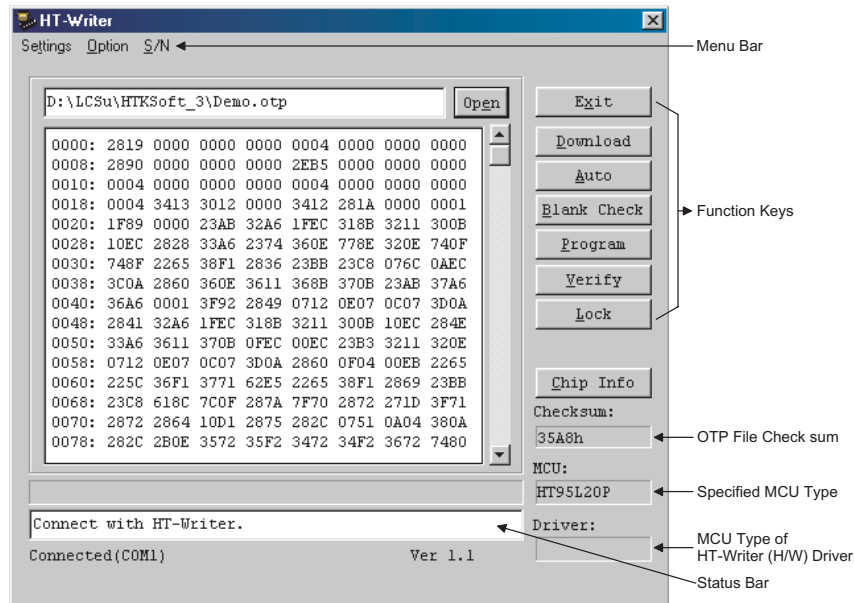 HT-Writer
Settings Option S/N
Menu Bar
D:\LCSu\HTKSoft_3\Demo.otp
Open
0000: 2819 0000 0000 0000 0004 0000 0000 0000
0008: 2890 0000 0000 0000 2EB5 0000 0000 0000
0010: 0004 0000 0000 0000 0004 0000 0000 0000
0018: 0004 3413 3012 0000 3412 281A 0000 0001
0020: 1F89 0000 23AB 32A6 1FEC 318B 3211 300B
0028: 10EC 2828 33A6 2374 360E 778E 320E 740F
0030: 748F 2265 38F1 2836 23BB 23C8 076C 0AEC
0038: 3C0A 2860 360E 3611 368B 370B 23AB 37A6
0040: 36A6 0001 3F92 2849 0712 0E07 0C07 3D0A
0048: 2841 32A6 1FEC 318B 3211 300B 10EC 284E
0050: 33A6 3611 370B 0FEC 00EC 23B3 3211 320E
0058: 0712 0E07 0C07 3D0A 2860 0F04 00EB 2265
0060: 225C 36F1 3771 62E5 2265 38F1 2869 23BB
0068: 23C8 618C 7C0F 287A 7F70 2872 271D 3F71
0070: 2872 2864 10D1 2875 282C 0751 0A04 380A
0078: 282C 2B0E 3572 35F2 3472 34F2 3672 7480
Exit
Download
Auto
Blank Check
Program
Verify
Lock
Function Keys
Chip Info
Checksum:
35A8h
OTP File Check sum
MCU:
HT95L20P
Specified MCU Type
Driver:
MCU Type of
HT-Writer (H/W) Driver
Connect with HT-Writer.
Status Bar
Connected(COM1)
Ver 1.1